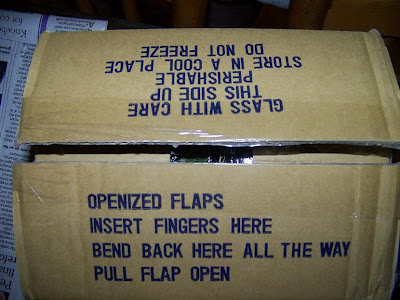 GLASS WITH CARE
THIS SIDE UP
PERISHABLE
STORE IN A COOL PLACE
DO NOT FREEZE
OPENIZED FLAPS
INSERT FINGERS HERE
BEND BACK HERE ALL THE WAY
PULL FLAP OPEN